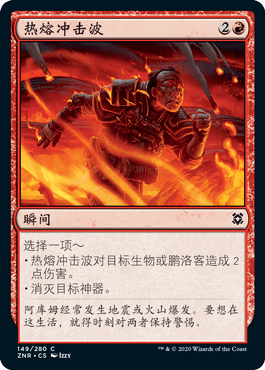 热熔冲击波 2
瞬间
选择一项～
•热熔冲击波对目标生物或鹏洛客造成2
点伤害。
•消灭目标神器。
阿库姆经常发生地震或火山爆发。要想在
这生活，就得时刻对两者保持警惕。
149/280 C
ZNR • CS Izzy
™ & © 2020 Wizards of the Coast